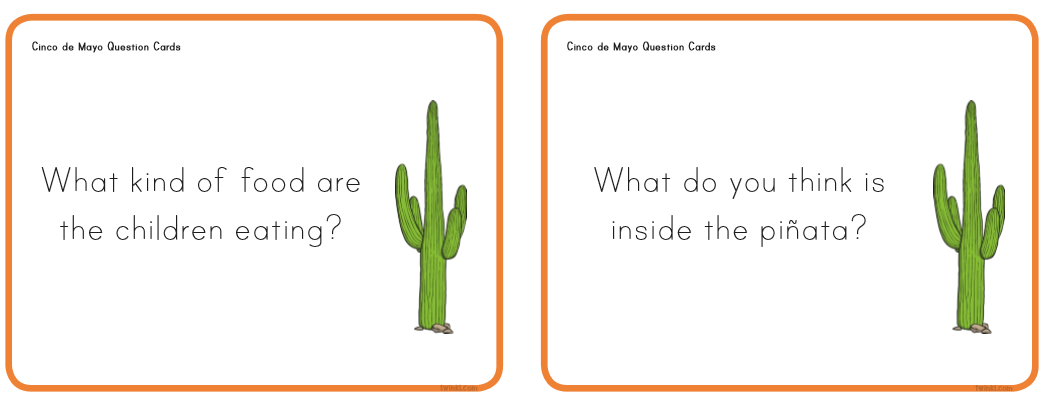 Cinco de Mayo Question Cards
What kind of food are
the children eating?
Cinco de Mayo Question Cards
What do you think is
inside the piñata?